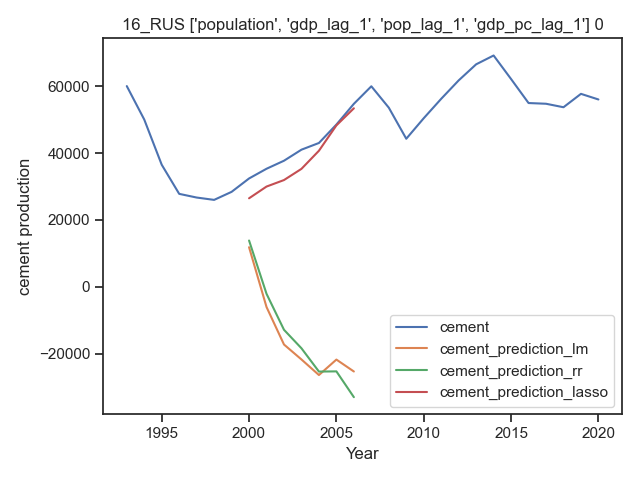 16_RUS ['population', 'gdp_lag_1', 'pop_lag_1', 'gdp_pc_lag_1'] 0
60000
40000
20000
0
−20000
cement production
1995
2000
2005
2010
2015
2020
Year
cement
cement_prediction_lm
cement_prediction_rr
cement_prediction_lasso